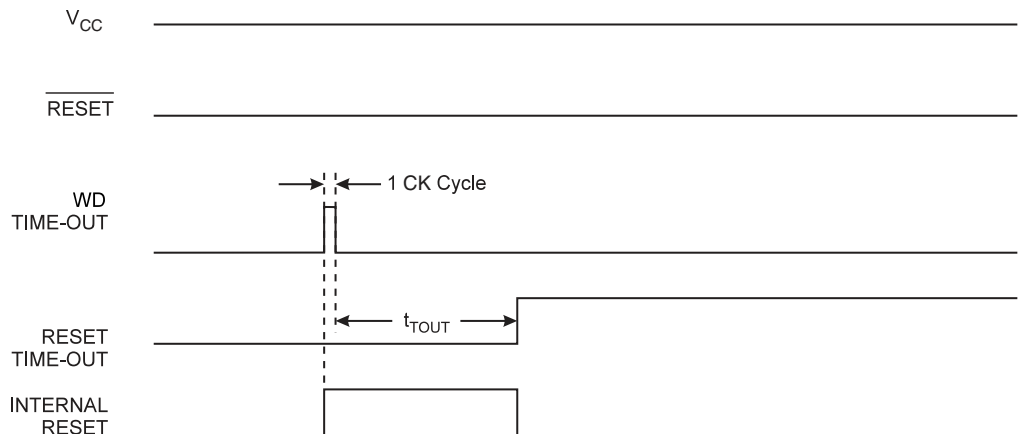 VCC
RESET
1 CK Cycle
WD
TIME-OUT
tTOUT
RESET
TIME-OUT
INTERNAL
RESET